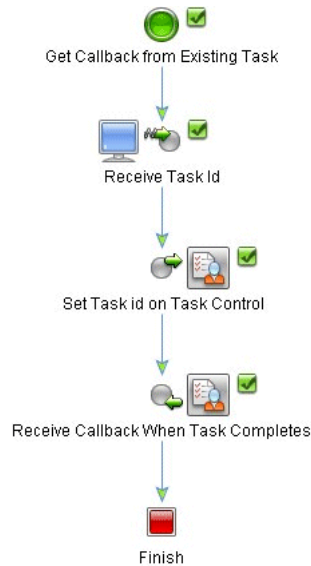 Get Callback from Existing Task
Receive Task Id
Set Task id on Task Control
Receive Callback When Task Completes
Finish